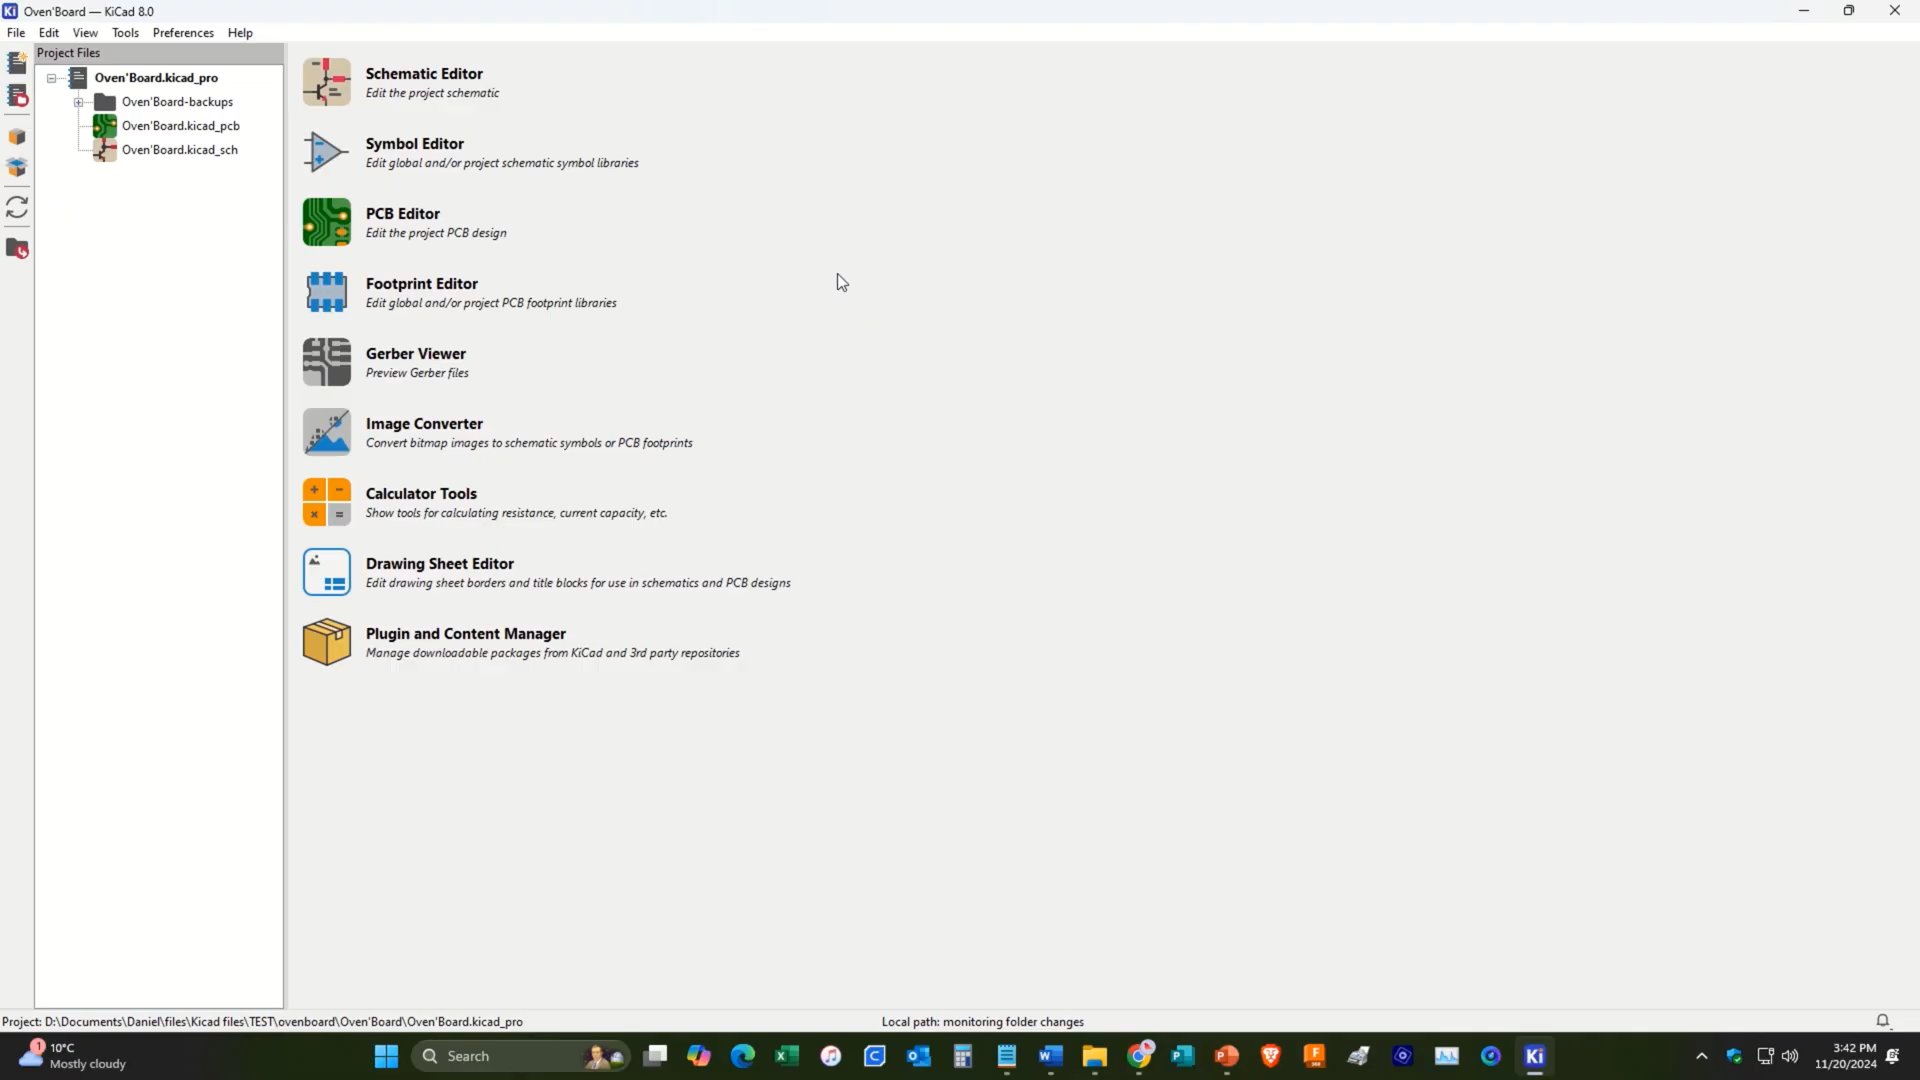 Oven'Board — KiCad 8.0
File Edit View Tools Preferences Help
Project Files
Oven'Board.kicad_pro
Oven'Board-backups
Oven'Board.kicad_pcb
Oven'Board.kicad_sch
Schematic Editor
Edit the project schematic
Symbol Editor
Edit global and/or project schematic symbol libraries
PCB Editor
Edit the project PCB design
Footprint Editor
Edit global and/or project PCB footprint libraries
Gerber Viewer
Preview Gerber files
Image Converter
Convert bitmap images to schematic symbols or PCB footprints
Calculator Tools
Show tools for calculating resistance, current capacity, etc.
Drawing Sheet Editor
Edit drawing sheet borders and title blocks for use in schematics and PCB designs
Plugin and Content Manager
Manage downloadable packages from KiCad and 3rd party repositories
Project: D:\Documents\Daniel\files\Kicad files\TEST\ovenboard\Oven'Board\Oven'Board.kicad_pro
Local path: monitoring folder changes
1
10°C
Mostly cloudy
Search
Ki
3:42 PM
11/20/2024